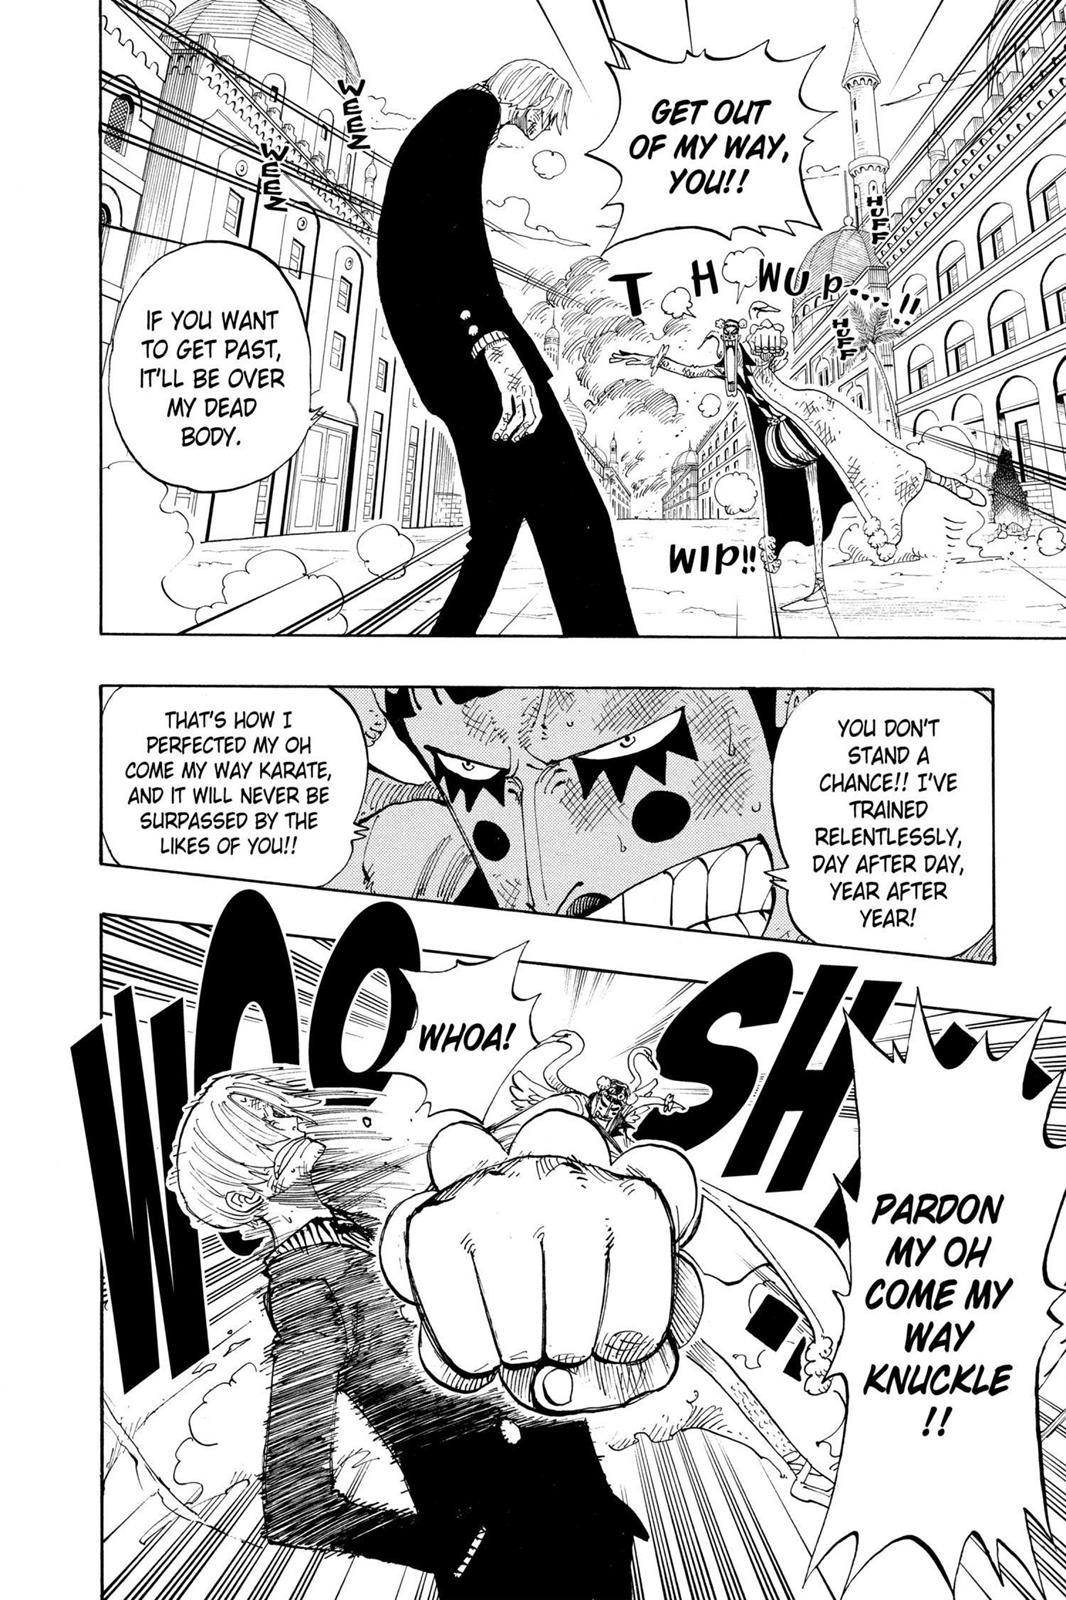 GET OUT
OF MY WAY,
YOU!!
WEEZ
WEEZ
HUFF
HUFF
THWUP....!!
IF YOU WANT
TO GET PAST,
IT'LL BE OVER
MY DEAD
BODY.
WIP!!
YOU DON'T
STAND A
CHANCE!! I'VE
TRAINED
RELENTLESSLY,
DAY AFTER DAY,
YEAR AFTER
YEAR!
THAT'S HOW I
PERFECTED MY OH
COME MY WAY KARATE,
AND IT WILL NEVER BE
SURPASSED BY THE
LIKES OF YOU!!
WHOA!
WOOSH!!
PARDON
MY OH
COME MY
WAY
KNUCKLE
!!